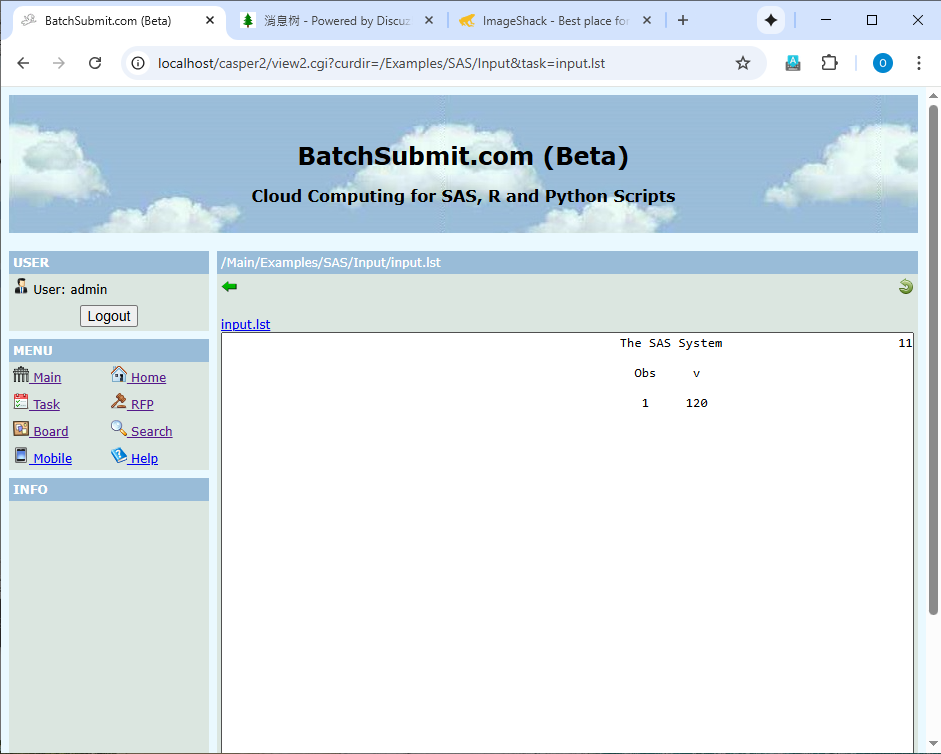 BatchSubmit.com (Beta)
消息树 - Powered by Discuz
ImageShack - Best place for
localhost/casper2/view2.cgi?curdir=/Examples/SAS/Input&task=input.lst
O
BatchSubmit.com (Beta)
Cloud Computing for SAS, R and Python Scripts
USER
User: admin
Logout
MENU
Main Home
Task RFP
Board Search
Mobile Help
INFO
/Main/Examples/SAS/Input/input.lst
input.lst
The SAS System 11
Obs v
1 120